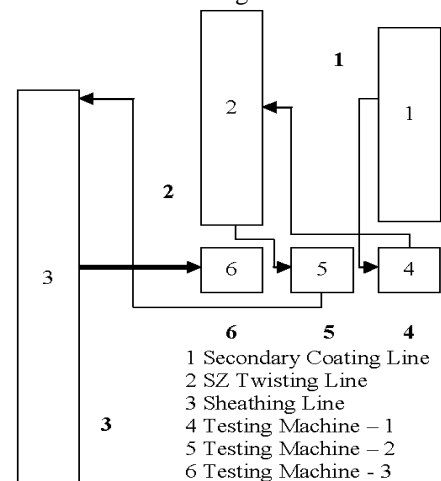 1
2
1
2
3
6
5
4
6 5 4
1 Secondary Coating Line
2 SZ Twisting Line
3 Sheathing Line
3
4 Testing Machine – 1
5 Testing Machine – 2
6 Testing Machine - 3